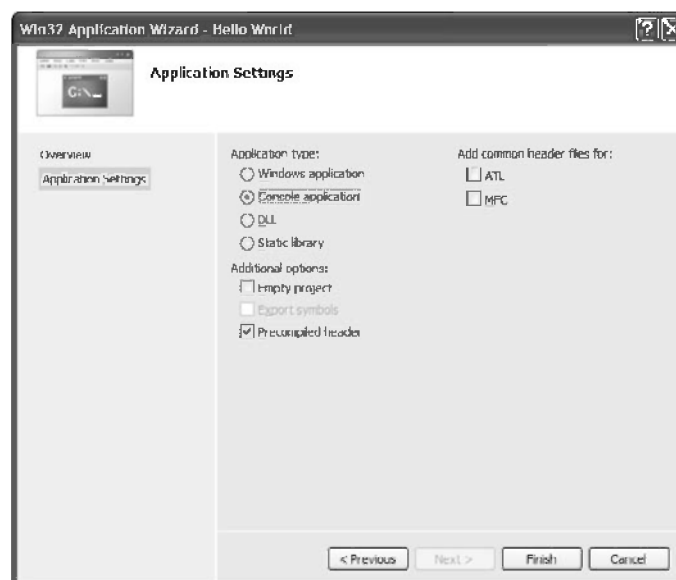 Win32 Application Wizard - Hello World
C:\_
Application Settings
Overview
Application Settings
Application type:
Windows application
Console application
DLL
Static library
Additional options:
Empty project
Export symbols
Precompiled header
Add common header files for:
ATL
MFC
< Previous
Next >
Finish
Cancel